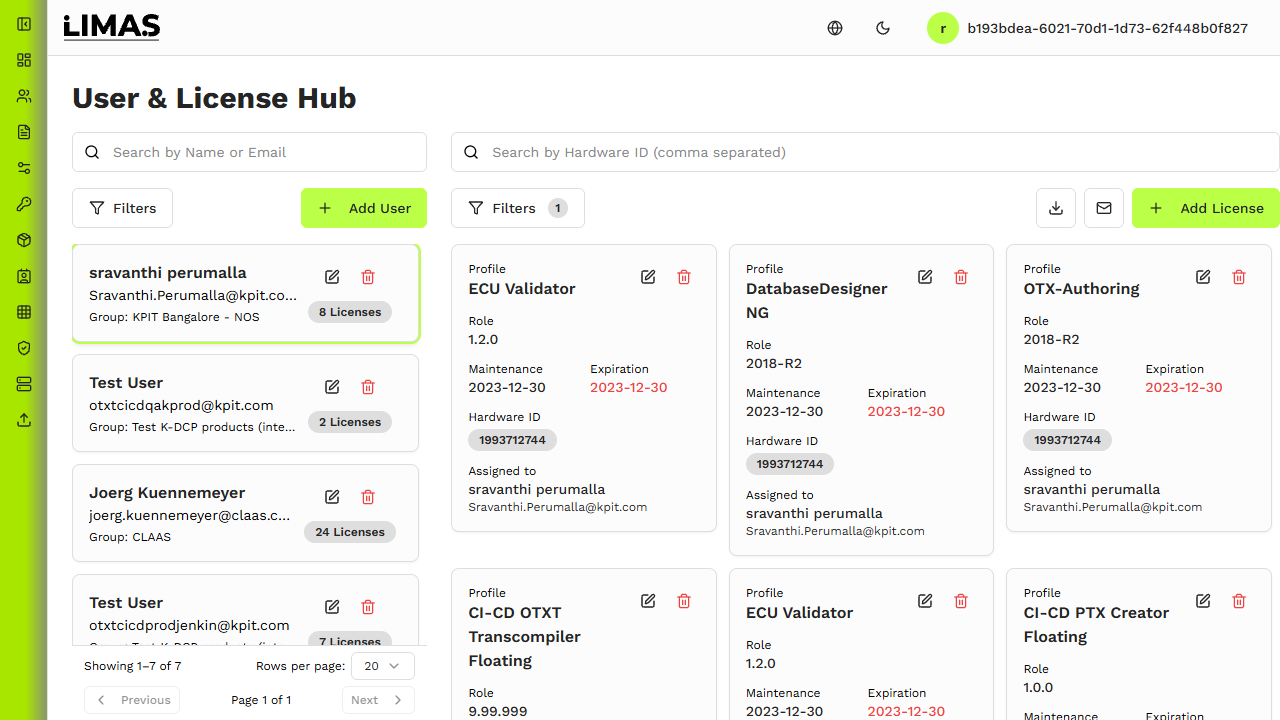 LIMAS
r
b193bdea-6021-70d1-1d73-62f448b0f827
User & License Hub
Search by Name or Email
Filters
Add User
sravanthi perumalla
Sravanthi.Perumalla@kpit.co...
Group: KPIT Bangalore - NOS
8 Licenses
Test User
otxtcicdqakprod@kpit.com
Group: Test K-DCP products (inte...
2 Licenses
Joerg Kuennemeyer
joerg.kuennemeyer@claas.c...
Group: CLAAS
24 Licenses
Test User
otxtcicdprodjenkin@kpit.com
7 Licenses
Showing 1–7 of 7
Rows per page:
20
Previous
Page 1 of 1
Next
Search by Hardware ID (comma separated)
Filters 1
Add License
Profile
ECU Validator
Role
1.2.0
Maintenance Expiration
2023-12-30 2023-12-30
Hardware ID
1993712744
Assigned to
sravanthi perumalla
Sravanthi.Perumalla@kpit.com
Profile
DatabaseDesigner
NG
Role
2018-R2
Maintenance Expiration
2023-12-30 2023-12-30
Hardware ID
1993712744
Assigned to
sravanthi perumalla
Sravanthi.Perumalla@kpit.com
Profile
OTX-Authoring
Role
2018-R2
Maintenance Expiration
2023-12-30 2023-12-30
Hardware ID
1993712744
Assigned to
sravanthi perumalla
Sravanthi.Perumalla@kpit.com
Profile
CI-CD OTXT
Transcompiler
Floating
Role
9.99.999
Profile
ECU Validator
Role
1.2.0
Maintenance Expiration
2023-12-30 2023-12-30
Profile
CI-CD PTX Creator
Floating
Role
1.0.0
Maintenance Expiration